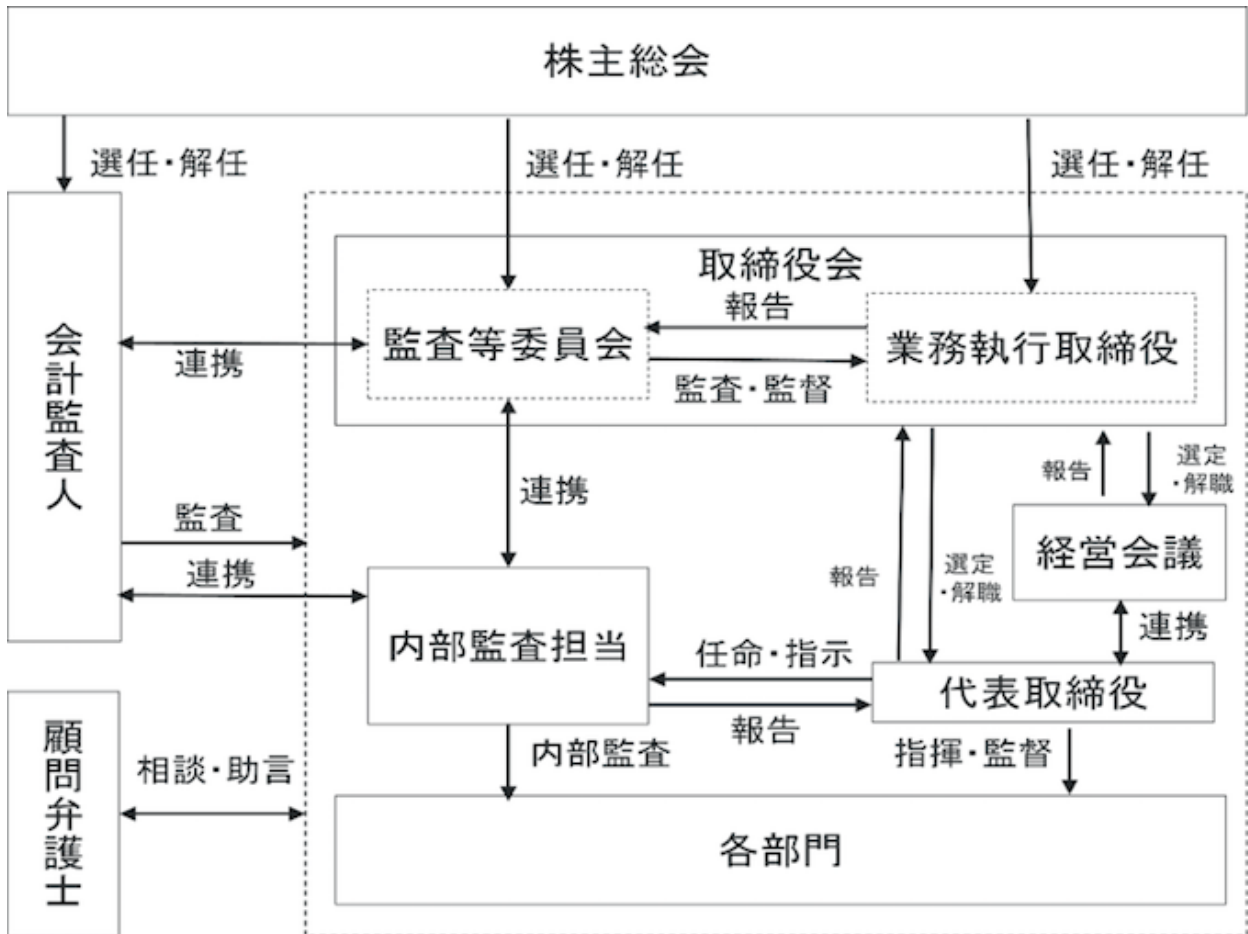 株主総会
選任・解任
選任・解任
選任・解任
取締役会
報告
監査等委員会
業務執行取締役
連携
監査・監督
会計監査人
連携
報告
選定
・解職
監査
経営会議
連携
報告
選定
・解職
連携
内部監査担当
任命・指示
代表取締役
報告
顧問弁護士
相談・助言
内部監査
指揮・監督
各部門